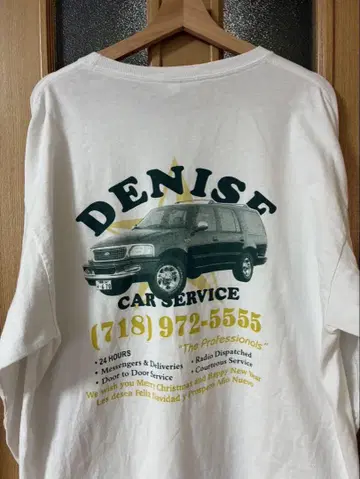 DENISE
CAR SERVICE
(718) 972-5555
"The Professionals"
• 24 HOURS
• Messengers & Deliveries
• Door to Door Service
• Radio Dispatched
• Courteous Service
We wish you Merry Christmas and Happy New Year
Les desea Feliz Navidad y Prospero Año Nuevo